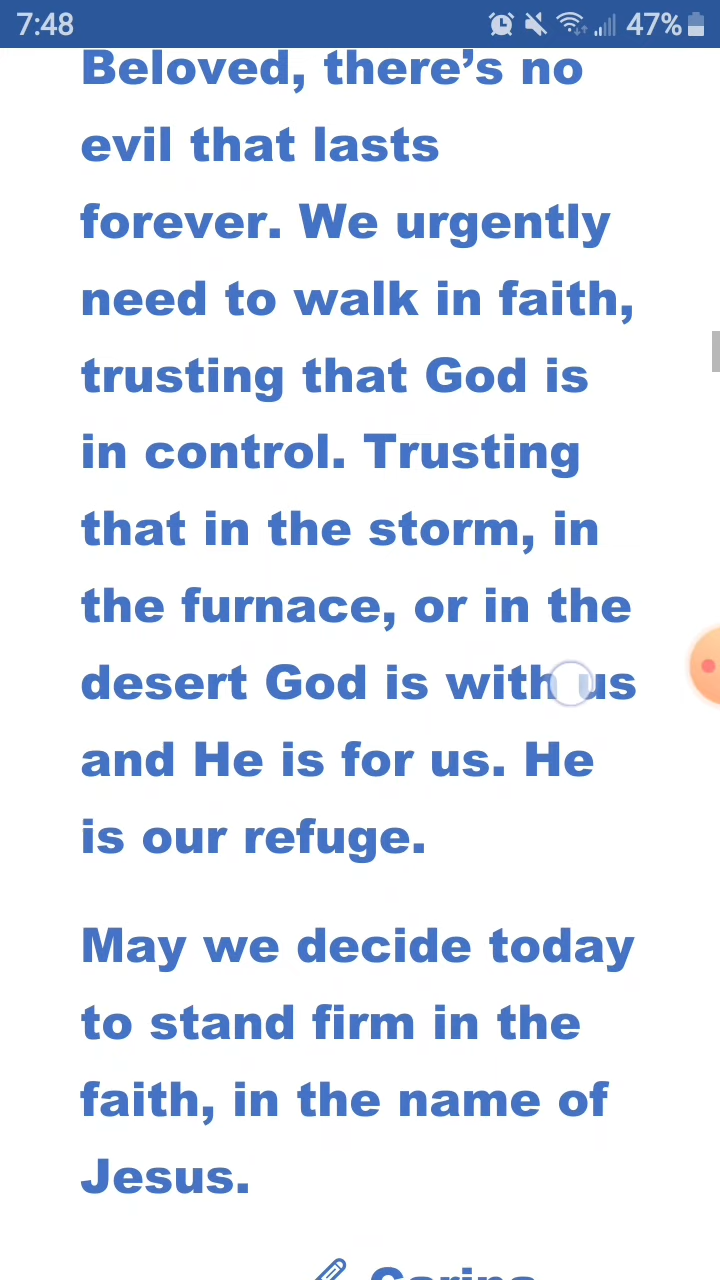 7:48 47%
Beloved, there’s no
evil that lasts
forever. We urgently
need to walk in faith,
trusting that God is
in control. Trusting
that in the storm, in
the furnace, or in the
desert God is with us
and He is for us. He
is our refuge.
May we decide today
to stand firm in the
faith, in the name of
Jesus.